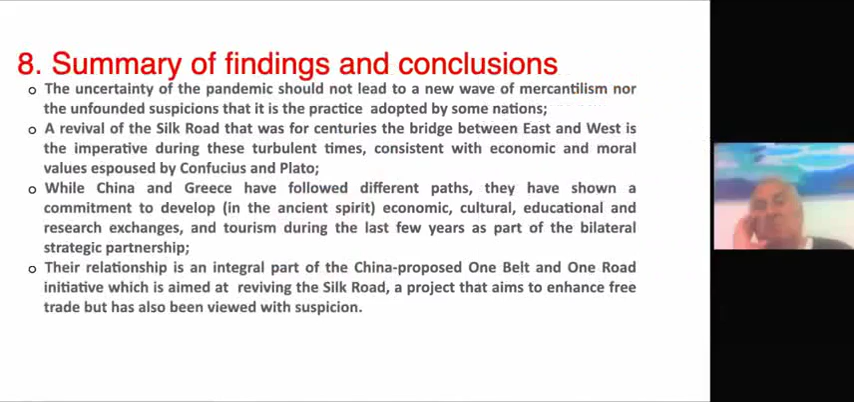 8. Summary of findings and conclusions
o The uncertainty of the pandemic should not lead to a new wave of mercantilism nor
the unfounded suspicions that it is the practice adopted by some nations;
o A revival of the Silk Road that was for centuries the bridge between East and West is
the imperative during these turbulent times, consistent with economic and moral
values espoused by Confucius and Plato;
o While China and Greece have followed different paths, they have shown a
commitment to develop (in the ancient spirit) economic, cultural, educational and
research exchanges, and tourism during the last few years as part of the bilateral
strategic partnership;
o Their relationship is an integral part of the China-proposed One Belt and One Road
initiative which is aimed at reviving the Silk Road, a project that aims to enhance free
trade but has also been viewed with suspicion.